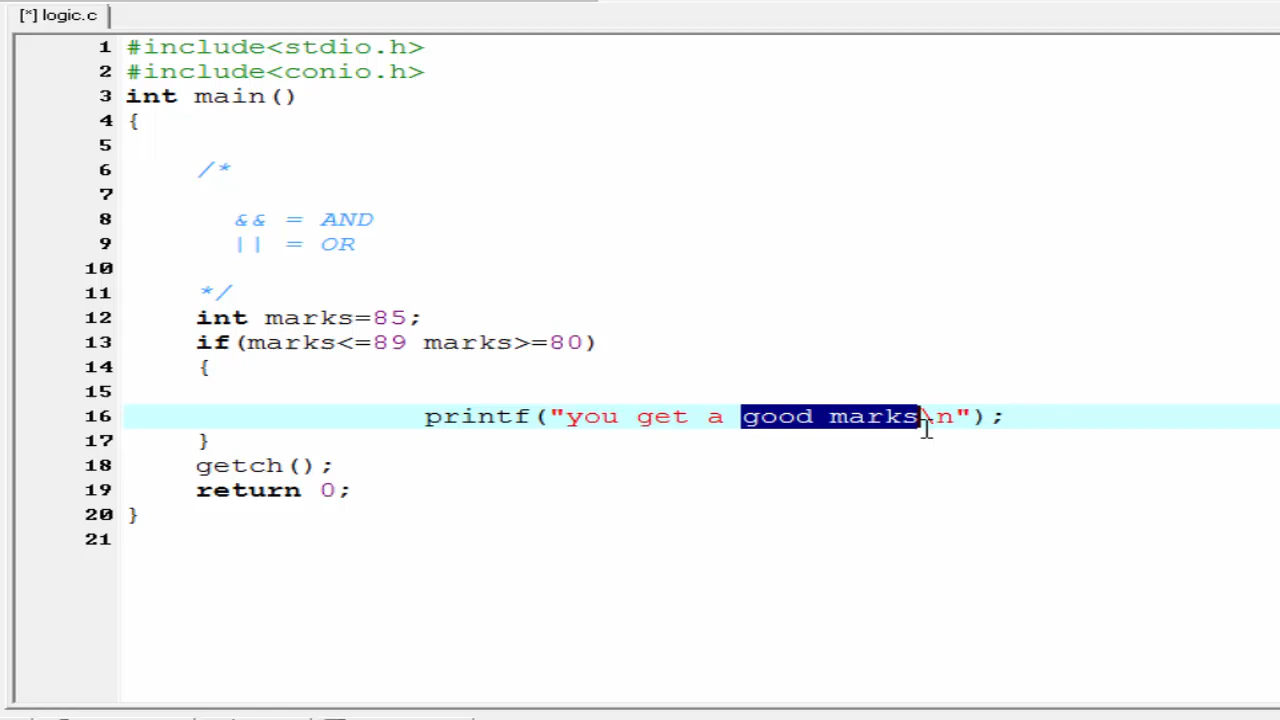 [*] logic.c
1 #include<stdio.h>
2 #include<conio.h>
3 int main()
4 {
5
6 /*
7
8 && = AND
9 || = OR
10
11 */
12 int marks=85;
13 if(marks<=89 marks>=80)
14 {
15
16 printf("you get a good marks\n");
17 }
18 getch();
19 return 0;
20 }
21